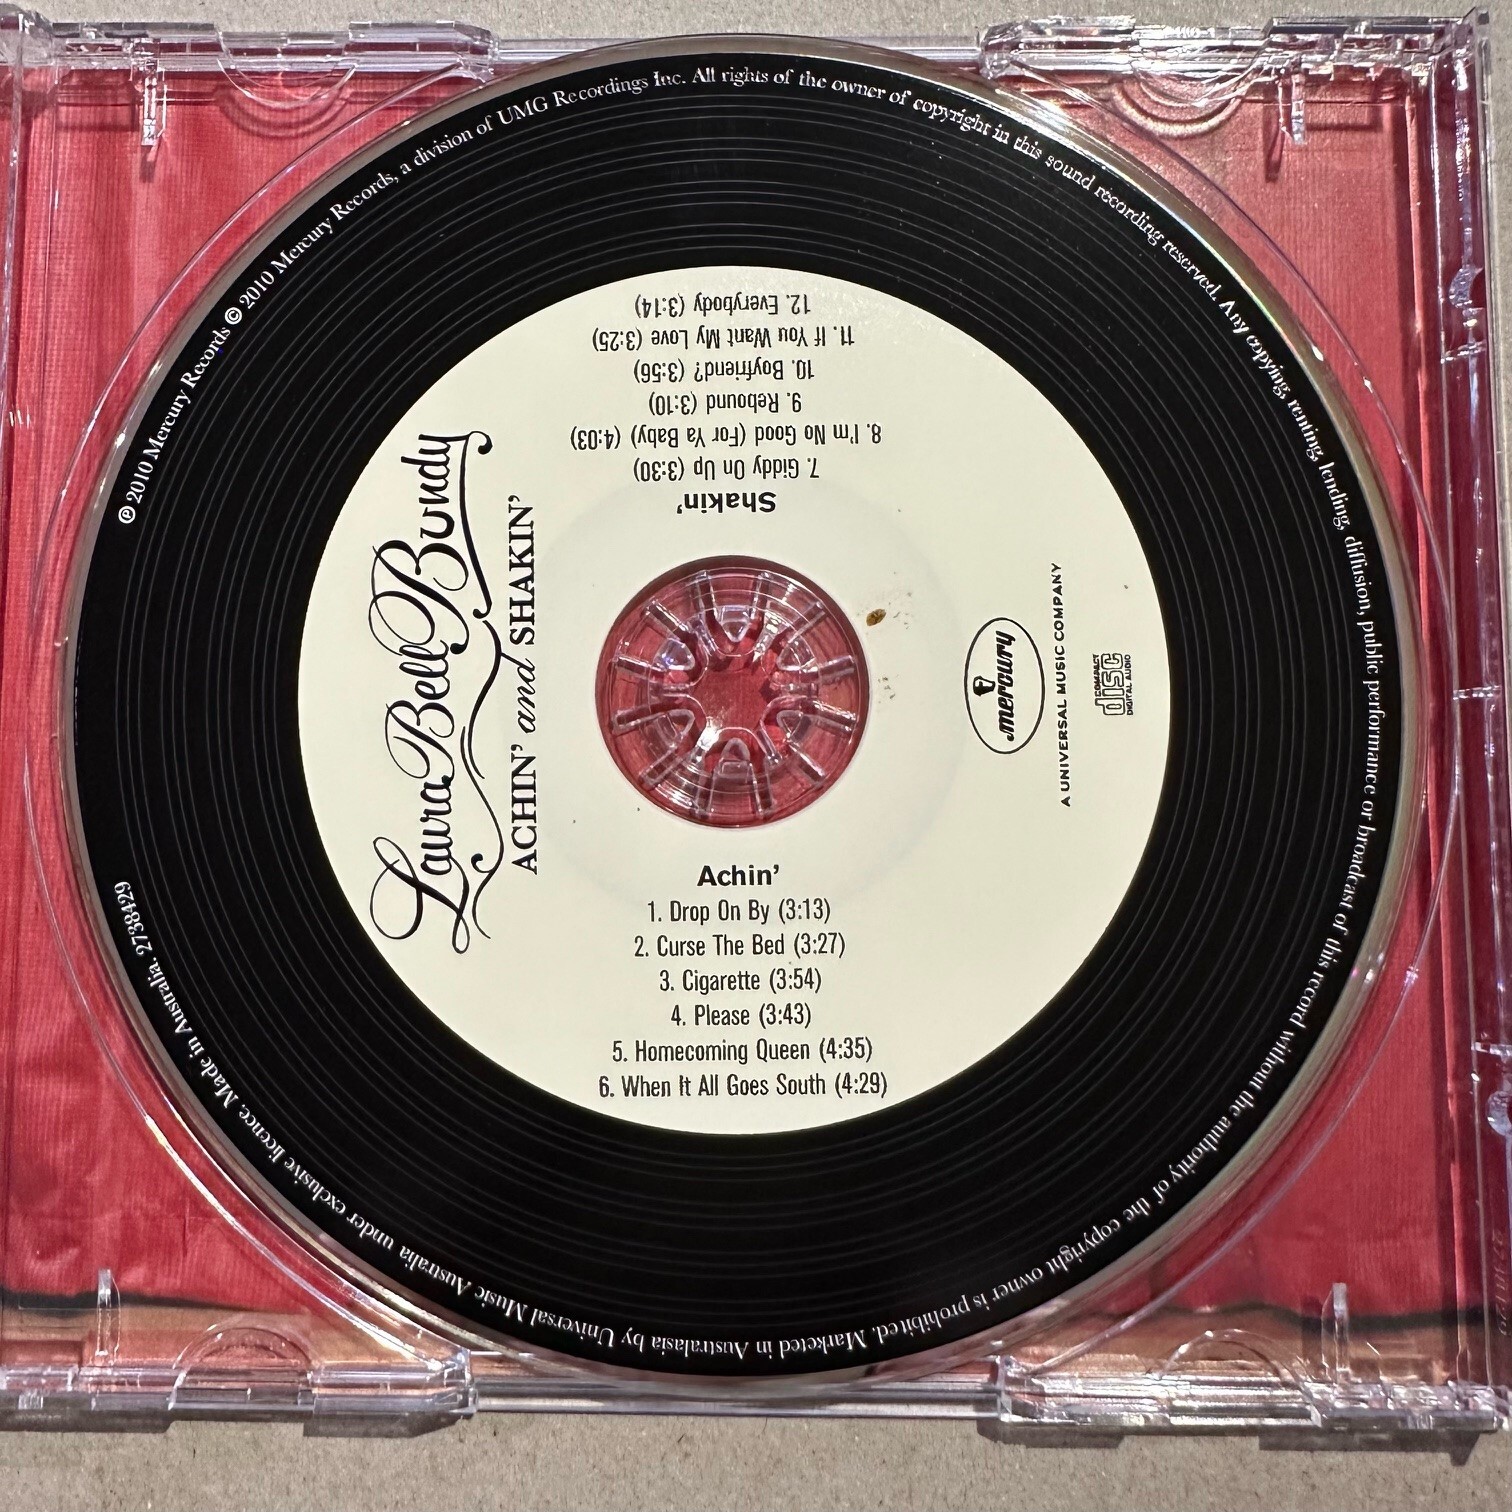 Laura Bell Bundy
ACHIN' and SHAKIN'
Achin'
1. Drop On By (3:13)
2. Curse The Bed (3:27)
3. Cigarette (3:54)
4. Please (3:43)
5. Homecoming Queen (4:35)
6. When It All Goes South (4:29)
Shakin'
7. Giddy On Up (3:30)
8. I'm No Good (For Ya Baby) (4:03)
9. Rebound (3:10)
10. Boyfriend? (3:56)
11. If You Want My Love (3:25)
12. Everybody (3:14)
mercury
A UNIVERSAL MUSIC COMPANY
COMPACT
disc
DIGITAL AUDIO
℗ 2010 Mercury Records © 2010 Mercury Records, a division of UMG Recordings Inc. All rights of the owner of copyright in this sound recording reserved. Any copying, renting, lending, diffusion, public performance or broadcast of this record without the authority of the copyright owner is prohibited. Marketed in Australasia by Universal Music Australia under exclusive licence. Made in Australia. 2738429